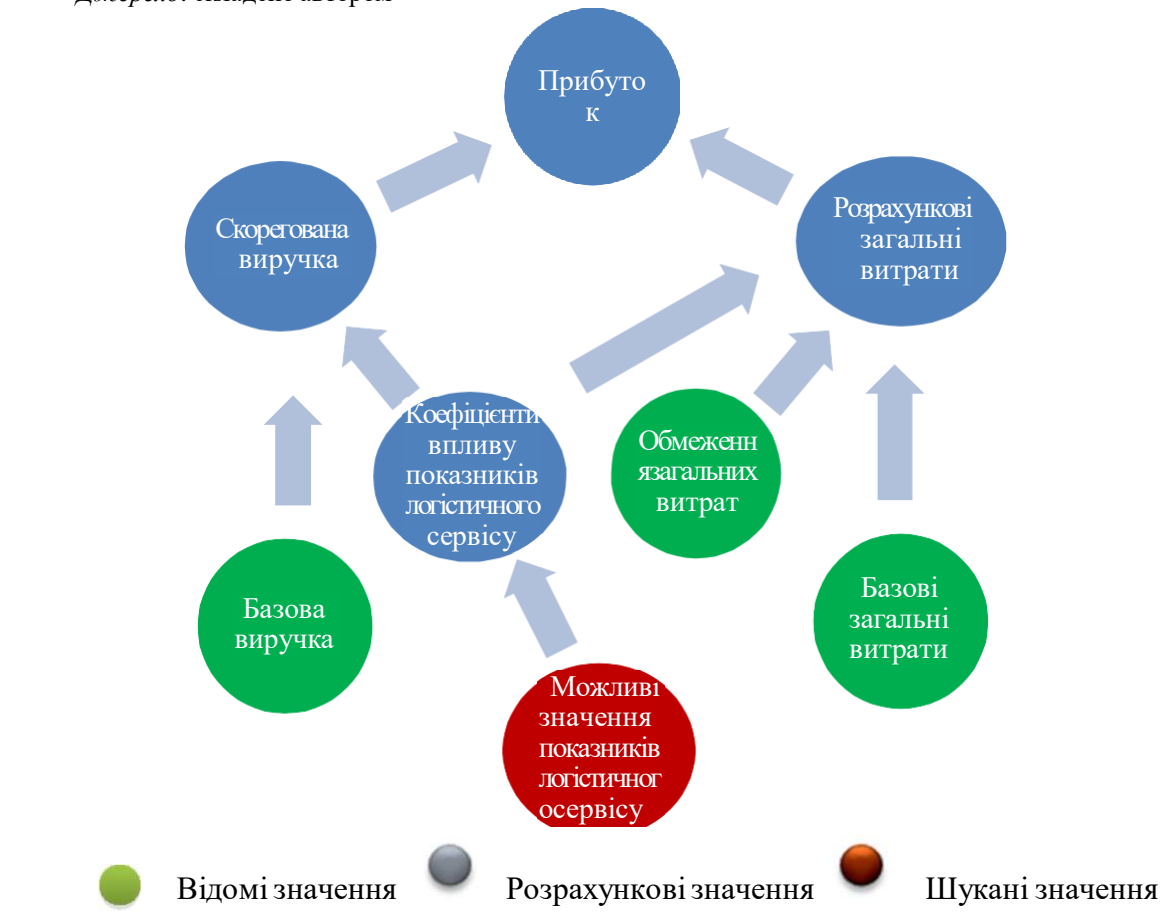 Прибуто
к
Скорегована
виручка
Розрахункові
загальні
витрати
Коефіцієнти
впливу
показників
логістичного
сервісу
Обмеженн
язагальних
витрат
Базова
виручка
Базові
загальні
витрати
Можливі
значення
показників
логістичног
осервісу
Відомі значення Розрахункові значення Шукані значення